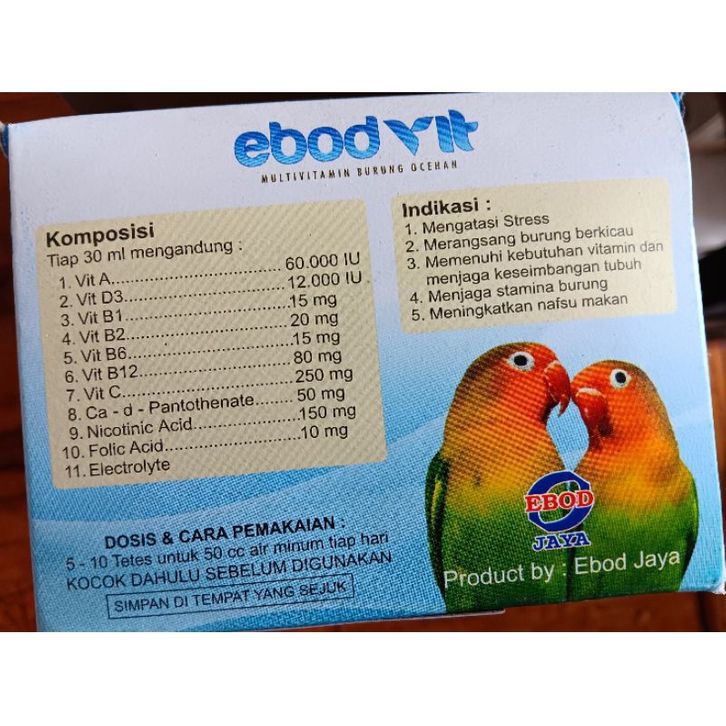 ebod vit
MULTIVITAMIN BURUNG OCEHAN
Komposisi
Tiap 30 ml mengandung :
1. Vit A.................................... 60.000 IU
2. Vit D3.................................. 12.000 IU
3. Vit B1.................................. 15 mg
4. Vit B2.................................. 20 mg
5. Vit B6.................................. 15 mg
6. Vit B12................................ 80 mg
7. Vit C.................................... 250 mg
8. Ca - d - Pantothenate....... 50 mg
9. Nicotinic Acid......................150 mg
10. Folic Acid........................... 10 mg
11. Electrolyte
Indikasi :
1. Mengatasi Stress
2. Merangsang burung berkicau
3. Memenuhi kebutuhan vitamin dan
menjaga keseimbangan tubuh
4. Menjaga stamina burung
5. Meningkatkan nafsu makan
DOSIS & CARA PEMAKAIAN :
5 - 10 Tetes untuk 50 cc air minum tiap hari
KOCOK DAHULU SEBELUM DIGUNAKAN
SIMPAN DI TEMPAT YANG SEJUK
EBOD
JAYA
Product by : Ebod Jaya